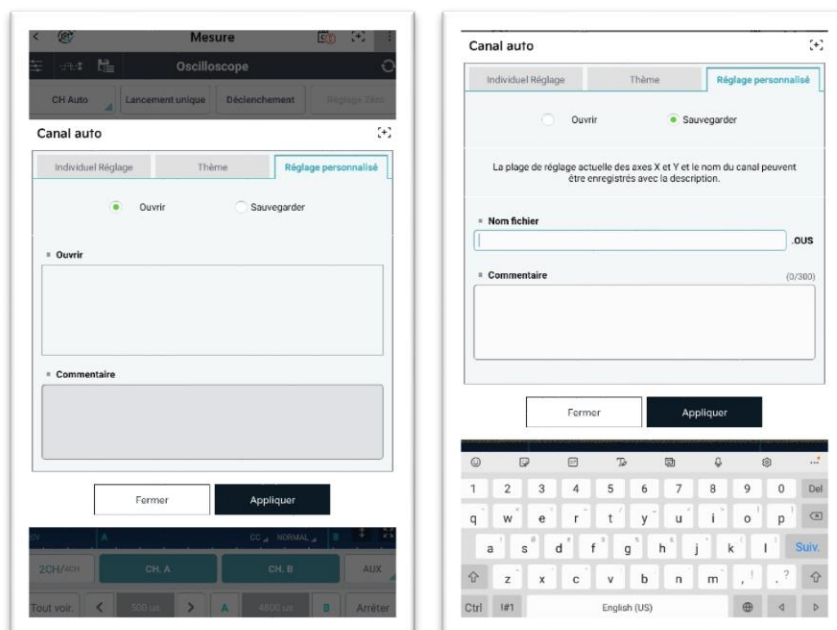 Mesure
Oscilloscope
CH Auto
Lancement unique
Déclenchement
Réglage Zéro
Canal auto
Individuel Réglage
Thème
Réglage personnalisé
Ouvrir
Sauvegarder
Ouvrir
Commentaire
Fermer
Appliquer
A
CC
NORMAL
B
2CH/4CH
CH. A
CH. B
AUX
Tout voir.
500 us
A
4800 us
B
Arrêter
Canal auto
Individuel Réglage
Thème
Réglage personnalisé
Ouvrir
Sauvegarder
La plage de réglage actuelle des axes X et Y et le nom du canal peuvent
être enregistrés avec la description.
Nom fichier
.OUS
Commentaire
(0/300)
Fermer
Appliquer
1 2 3 4 5 6 7 8 9 0 Del
q w e r t y u i o p
a s d f g h j k l Suiv.
z x c v b n m , ! . ?
Ctrl !#1 English (US)